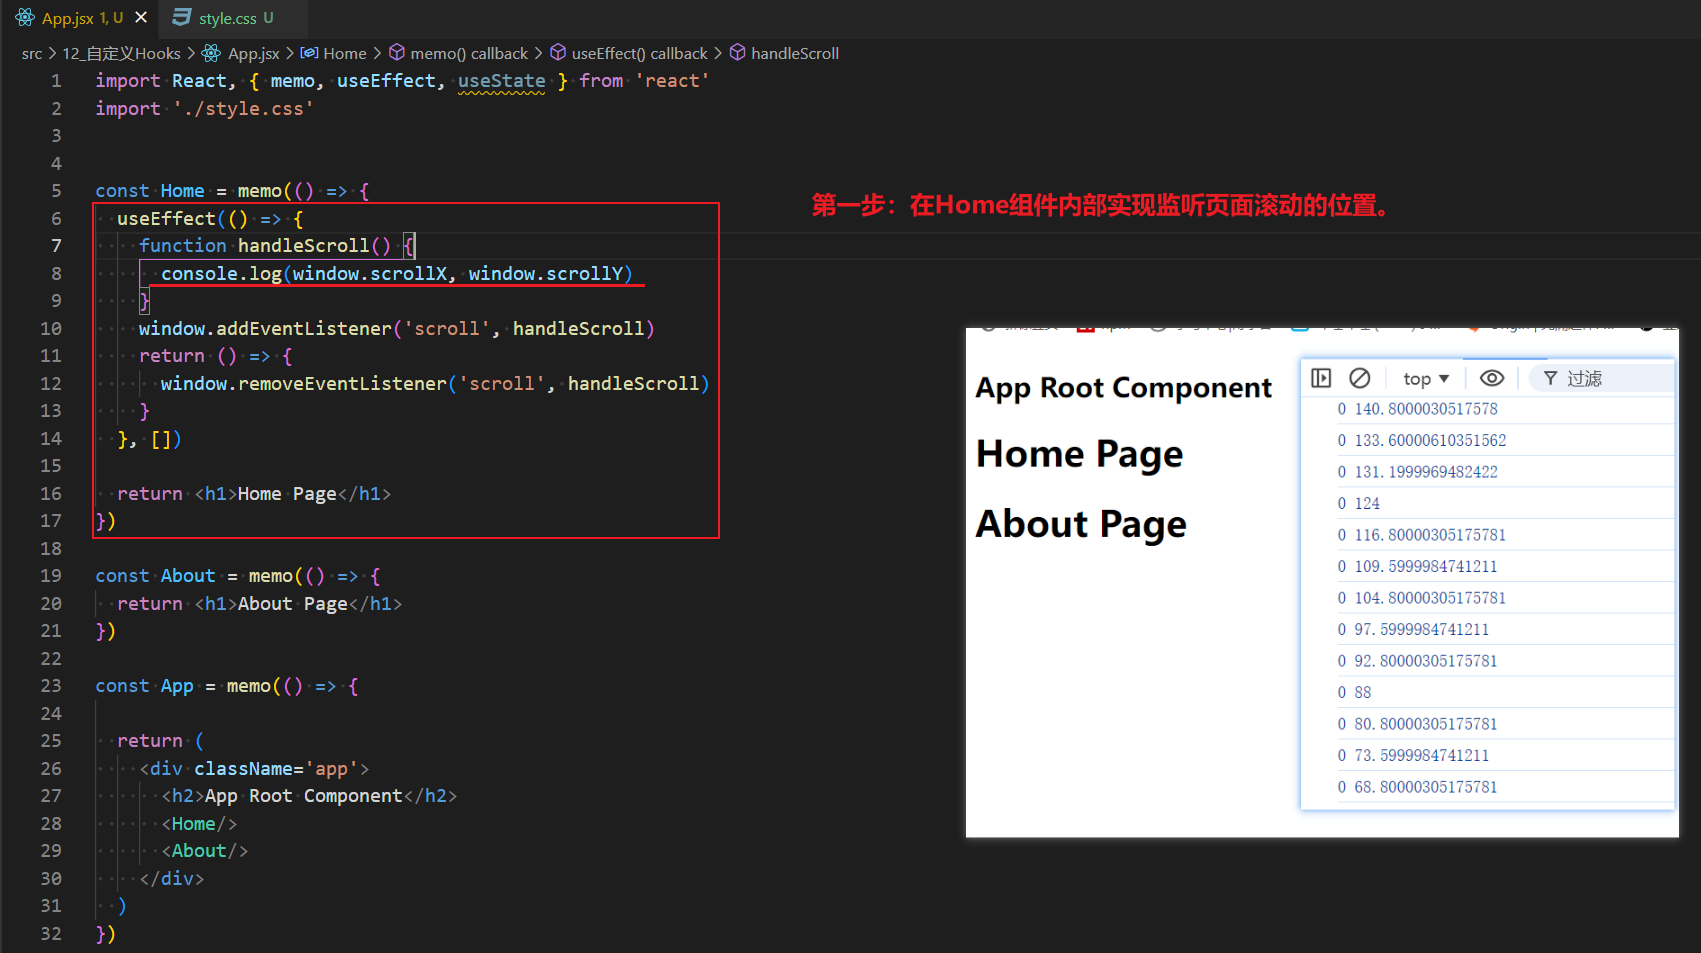 App.jsx 1, U
style.css U
src > 12_自定义Hooks > App.jsx > Home > memo() callback > useEffect() callback > handleScroll
1 import React, { memo, useEffect, useState } from 'react'
2 import './style.css'
3
4
5 const Home = memo(() => {
6 useEffect(() => {
7 function handleScroll() {
8 console.log(window.scrollX, window.scrollY)
9 }
10 window.addEventListener('scroll', handleScroll)
11 return () => {
12 window.removeEventListener('scroll', handleScroll)
13 }
14 }, [])
15
16 return <h1>Home Page</h1>
17 })
18
19 const About = memo(() => {
20 return <h1>About Page</h1>
21 })
22
23 const App = memo(() => {
24
25 return (
26 <div className='app'>
27 <h2>App Root Component</h2>
28 <Home/>
29 <About/>
30 </div>
31 )
32 })
第一步：在Home组件内部实现监听页面滚动的位置。
App Root Component
Home Page
About Page
top
过滤
0 140.8000030517578
0 133.60000610351562
0 131.1999969482422
0 124
0 116.80000305175781
0 109.5999984741211
0 104.80000305175781
0 97.5999984741211
0 92.80000305175781
0 88
0 80.80000305175781
0 73.5999984741211
0 68.80000305175781